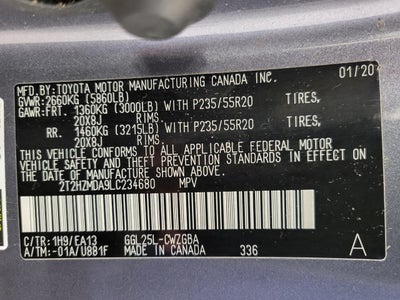 MFD.BY:TOYOTA MOTOR MANUFACTURING CANADA INC. 01/20
GVWR:2660KG (5860LB)
GAWR:FRT. 1360KG (3000LB) WITH P235/55R20 TIRES,
20X8J RIMS.
RR. 1460KG (3215LB) WITH P235/55R20 TIRES,
20X8J RIMS.
THIS VEHICLE CONFORMS TO ALL APPLICABLE FEDERAL MOTOR
VEHICLE SAFETY AND THEFT PREVENTION STANDARDS IN EFFECT ON
THE DATE OF MANUFACTURE SHOWN ABOVE.
2T2HZMDA9LC234680 MPV
C/TR: 1H9/EA13 GGL25L-CWZGBA
A/TM: -01A/U881F MADE IN CANADA 336 A